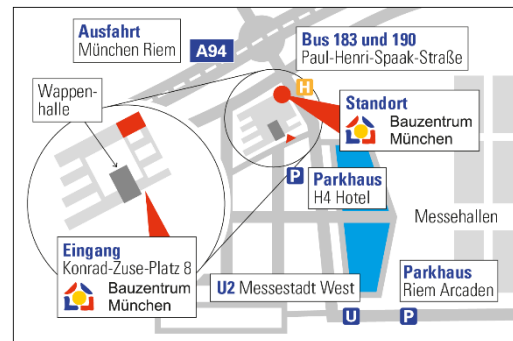 Ausfahrt
München Riem
A94
Bus 183 und 190
Paul-Henri-Spaak-Straße
H
Wappen-
halle
Standort
Bauzentrum
München
P
Parkhaus
H4 Hotel
Messehallen
Eingang
Konrad-Zuse-Platz 8
Bauzentrum
München
U2 Messestadt West
Parkhaus
Riem Arcaden
U
P